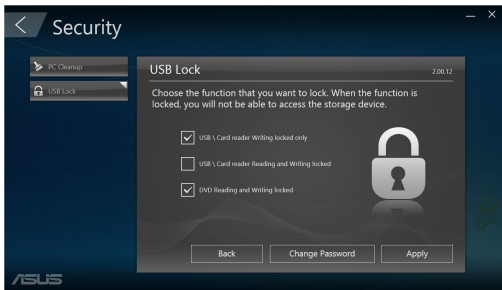 Security
PC Cleanup
USB Lock
USB Lock
2.00.12
Choose the function that you want to lock. When the function is
locked, you will not be able to access the storage device.
USB \ Card reader Writing locked only
USB \ Card reader Reading and Writing locked
DVD Reading and Writing locked
Back
Change Password
Apply
ASUS